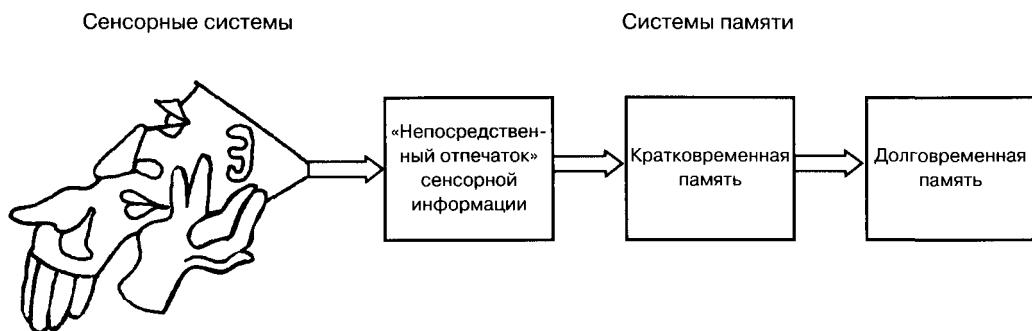 Сенсорные системы
Системы памяти
«Непосредствен-
ный отпечаток»
сенсорной
информации
Кратковременная
память
Долговременная
память